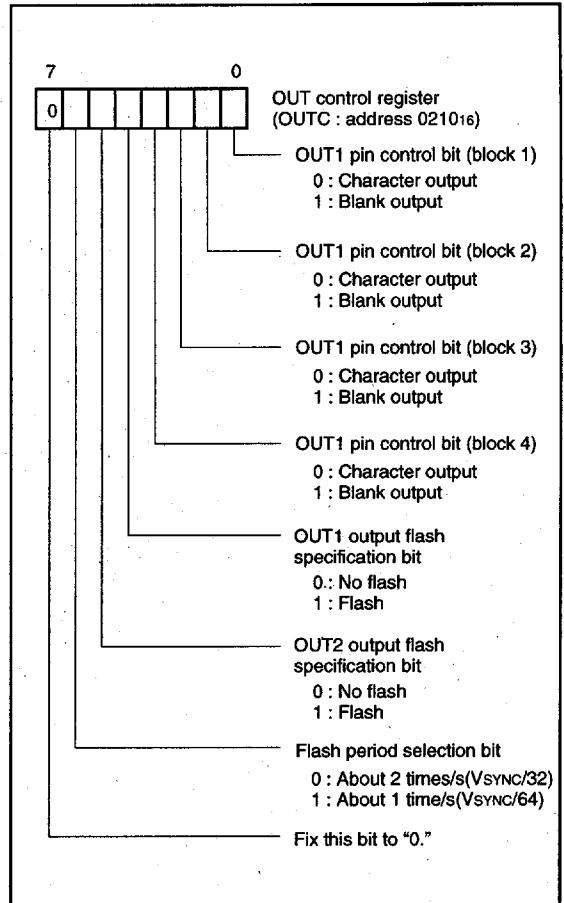 7 0
0
OUT control register
(OUTC : address 021016)
OUT1 pin control bit (block 1)
0 : Character output
1 : Blank output
OUT1 pin control bit (block 2)
0 : Character output
1 : Blank output
OUT1 pin control bit (block 3)
0 : Character output
1 : Blank output
OUT1 pin control bit (block 4)
0 : Character output
1 : Blank output
OUT1 output flash
specification bit
0 : No flash
1 : Flash
OUT2 output flash
specification bit
0 : No flash
1 : Flash
Flash period selection bit
0 : About 2 times/s(VSYNC/32)
1 : About 1 time/s(VSYNC/64)
Fix this bit to “0.”